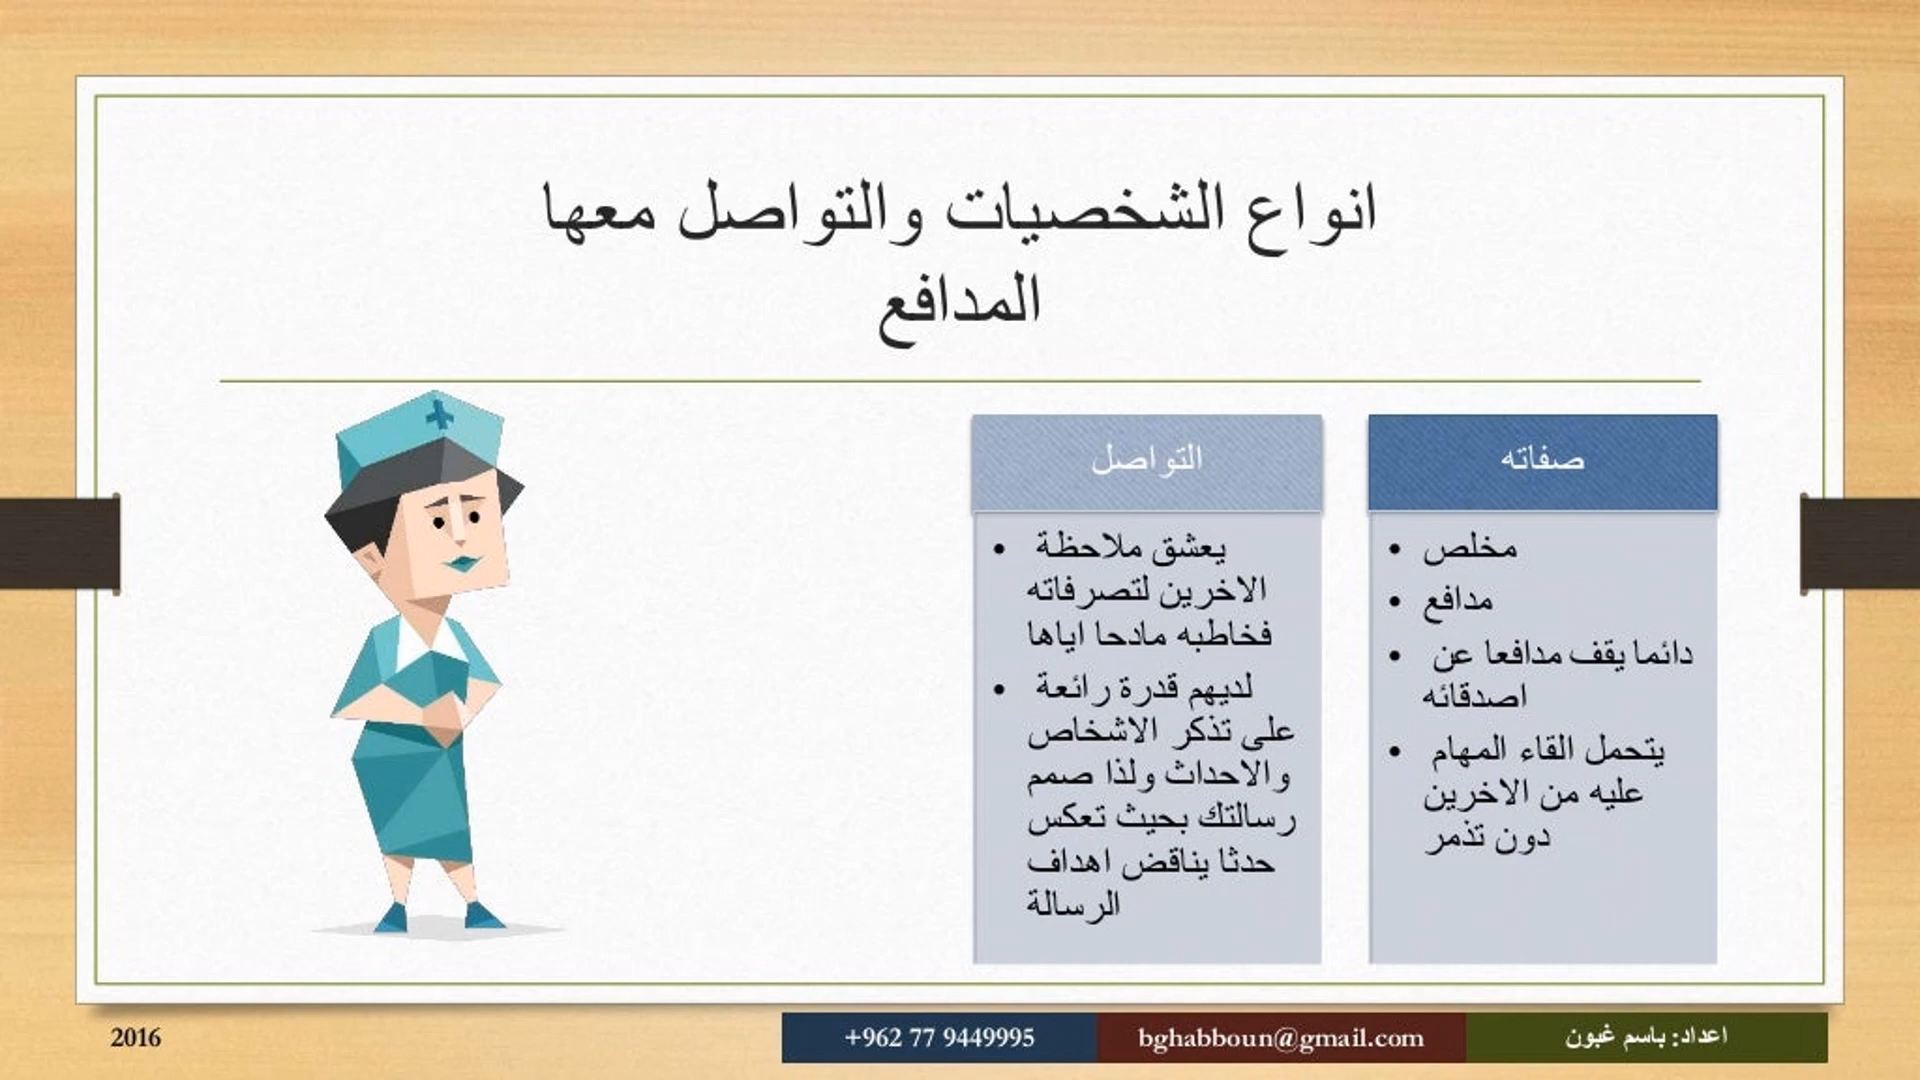 انواع الشخصيات والتواصل معها
المدافع
صفاته
• مخلص
• مدافع
• دائما يقف مدافعا عن
اصدقائه
• يتحمل القاء المهام
عليه من الاخرين
دون تذمر
التواصل
• يعشق ملاحظة
الاخرين لتصرفاته
فخاطبه مادحا اياها
• لديهم قدرة رائعة
على تذكر الاشخاص
والاحداث ولذا صمم
رسالتك بحيث تعكس
حدثا يناقض اهداف
الرسالة
اعداد: باسم غبون
bghabboun@gmail.com
+962 77 9449995
2016